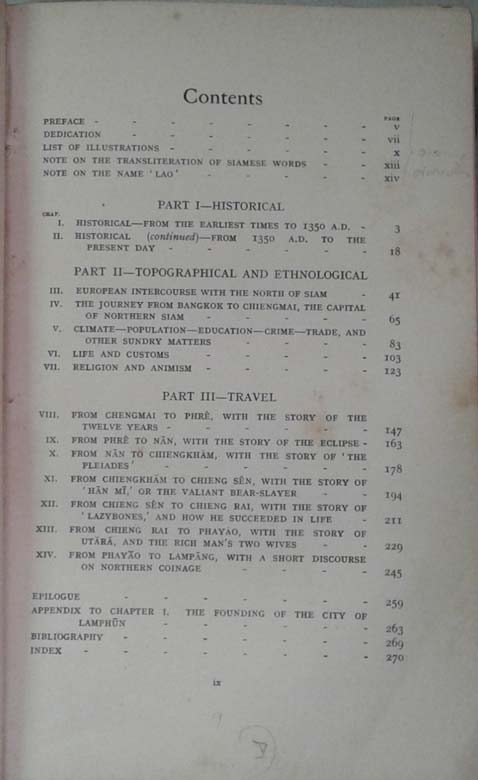 Contents
PAGE
PREFACE - - - - - - - - v
DEDICATION - - - - - - - vii
LIST OF ILLUSTRATIONS - - - - - - x
NOTE ON THE TRANSLITERATION OF SIAMESE WORDS - - xiii
NOTE ON THE NAME 'LAO' - - - - - xiv
PART I—HISTORICAL
CHAP.
I. HISTORICAL—FROM THE EARLIEST TIMES TO 1350 A.D. - 3
II. HISTORICAL (continued)—FROM 1350 A.D. TO THE
PRESENT DAY - - - - - - 18
PART II—TOPOGRAPHICAL AND ETHNOLOGICAL
III. EUROPEAN INTERCOURSE WITH THE NORTH OF SIAM - 41
IV. THE JOURNEY FROM BANGKOK TO CHIENGMAI, THE CAPITAL
OF NORTHERN SIAM - - - - - 65
V. CLIMATE—POPULATION—EDUCATION—CRIME—TRADE, AND
OTHER SUNDRY MATTERS - - - - 83
VI. LIFE AND CUSTOMS - - - - - 103
VII. RELIGION AND ANIMISM - - - - - 123
PART III—TRAVEL
VIII. FROM CHENGMAI TO PHRÊ, WITH THE STORY OF THE
TWELVE YEARS - - - - - - 147
IX. FROM PHRÊ TO NĀN, WITH THE STORY OF THE ECLIPSE - 163
X. FROM NĀN TO CHIENGKHĀM, WITH THE STORY OF 'THE
PLEIADES' - - - - - - 178
XI. FROM CHIENGKHĀM TO CHIENG SÊN, WITH THE STORY OF
'HĀN MĪ,' OR THE VALIANT BEAR-SLAYER - - 194
XII. FROM CHIENG SÊN TO CHIENG RAI, WITH THE STORY OF
'LAZYBONES,' AND HOW HE SUCCEEDED IN LIFE - 211
XIII. FROM CHIENG RAI TO PHAYĀO, WITH THE STORY OF
UTĀRĀ, AND THE RICH MAN'S TWO WIVES - - 229
XIV. FROM PHAYĀO TO LAMPĀNG, WITH A SHORT DISCOURSE
ON NORTHERN COINAGE - - - - 245
EPILOGUE - - - - - - - 259
APPENDIX TO CHAPTER I. THE FOUNDING OF THE CITY OF
LAMPHŪN - - - - - - 263
BIBLIOGRAPHY - - - - - - - 269
INDEX - - - - - - - - 270
ix